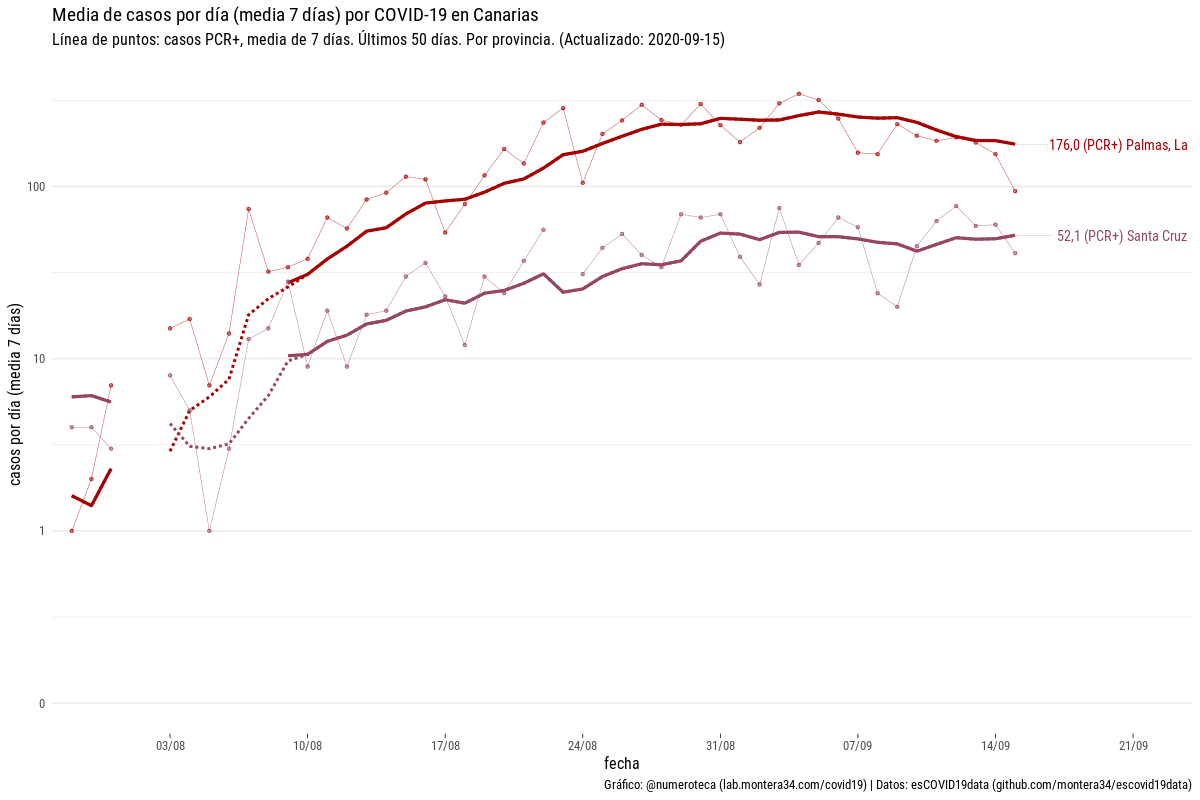 Media de casos por día (media 7 días) por COVID-19 en Canarias
Línea de puntos: casos PCR+, media de 7 días. Últimos 50 días. Por provincia. (Actualizado: 2020-09-15)
casos por día (media 7 días)
100
10
1
0
176,0 (PCR+) Palmas, La
52,1 (PCR+) Santa Cruz
03/08
10/08
17/08
24/08
31/08
07/09
14/09
21/09
fecha
Gráfico: @numeroteca (lab.montera34.com/covid19) | Datos: esCOVID19data (github.com/montera34/escovid19data)